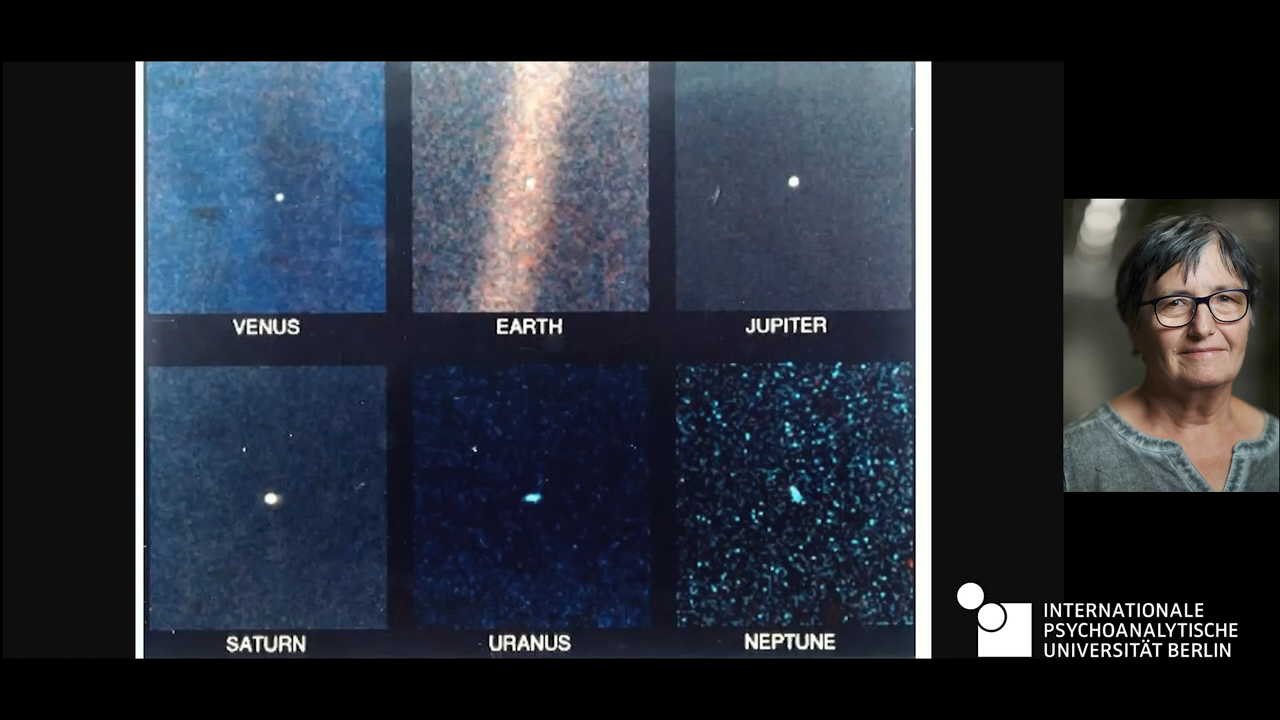 VENUS
EARTH
JUPITER
SATURN
URANUS
NEPTUNE
INTERNATIONALE
PSYCHOANALYTISCHE
UNIVERSITÄT BERLIN